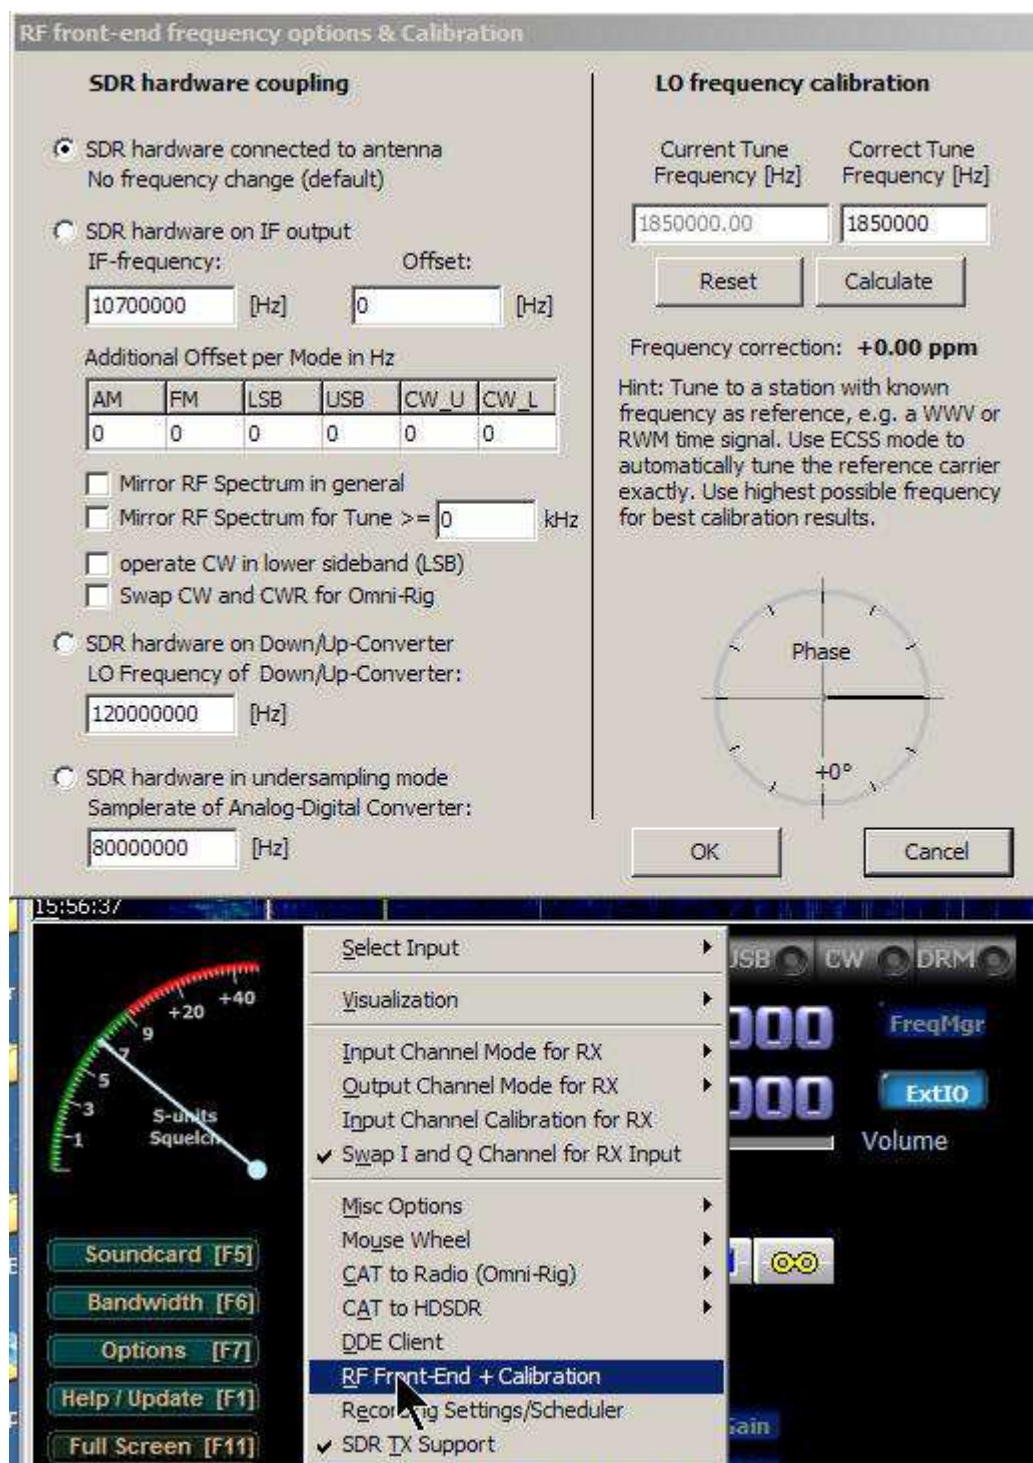 RF front-end frequency options & Calibration
SDR hardware coupling
SDR hardware connected to antenna
No frequency change (default)
SDR hardware on IF output
IF-frequency:
Offset:
10700000 [Hz]
0 [Hz]
Additional Offset per Mode in Hz
AM FM LSB USB CW_U CW_L
0 0 0 0 0 0
Mirror RF Spectrum in general
Mirror RF Spectrum for Tune >= 0 kHz
operate CW in lower sideband (LSB)
Swap CW and CWR for Omni-Rig
SDR hardware on Down/Up-Converter
LO Frequency of Down/Up-Converter:
120000000 [Hz]
SDR hardware in undersampling mode
Samplerate of Analog-Digital Converter:
80000000 [Hz]
LO frequency calibration
Current Tune
Frequency [Hz]
Correct Tune
Frequency [Hz]
1850000.00
1850000
Reset
Calculate
Frequency correction: +0.00 ppm
Hint: Tune to a station with known
frequency as reference, e.g. a WWV or
RWM time signal. Use ECSS mode to
automatically tune the reference carrier
exactly. Use highest possible frequency
for best calibration results.
Phase
+0°
OK
Cancel
15:56:37
1 3 5 7 9 +20 +40
S-units
Squelch
Soundcard [F5]
Bandwidth [F6]
Options [F7]
Help / Update [F1]
Full Screen [F11]
Select Input
Visualization
Input Channel Mode for RX
Output Channel Mode for RX
Input Channel Calibration for RX
Swap I and Q Channel for RX Input
Misc Options
Mouse Wheel
CAT to Radio (Omni-Rig)
CAT to HDSDR
DDE Client
RF Front-End + Calibration
Recording Settings/Scheduler
SDR TX Support
USB CW DRM
000
FreqMgr
000
ExtIO
Volume
Gain